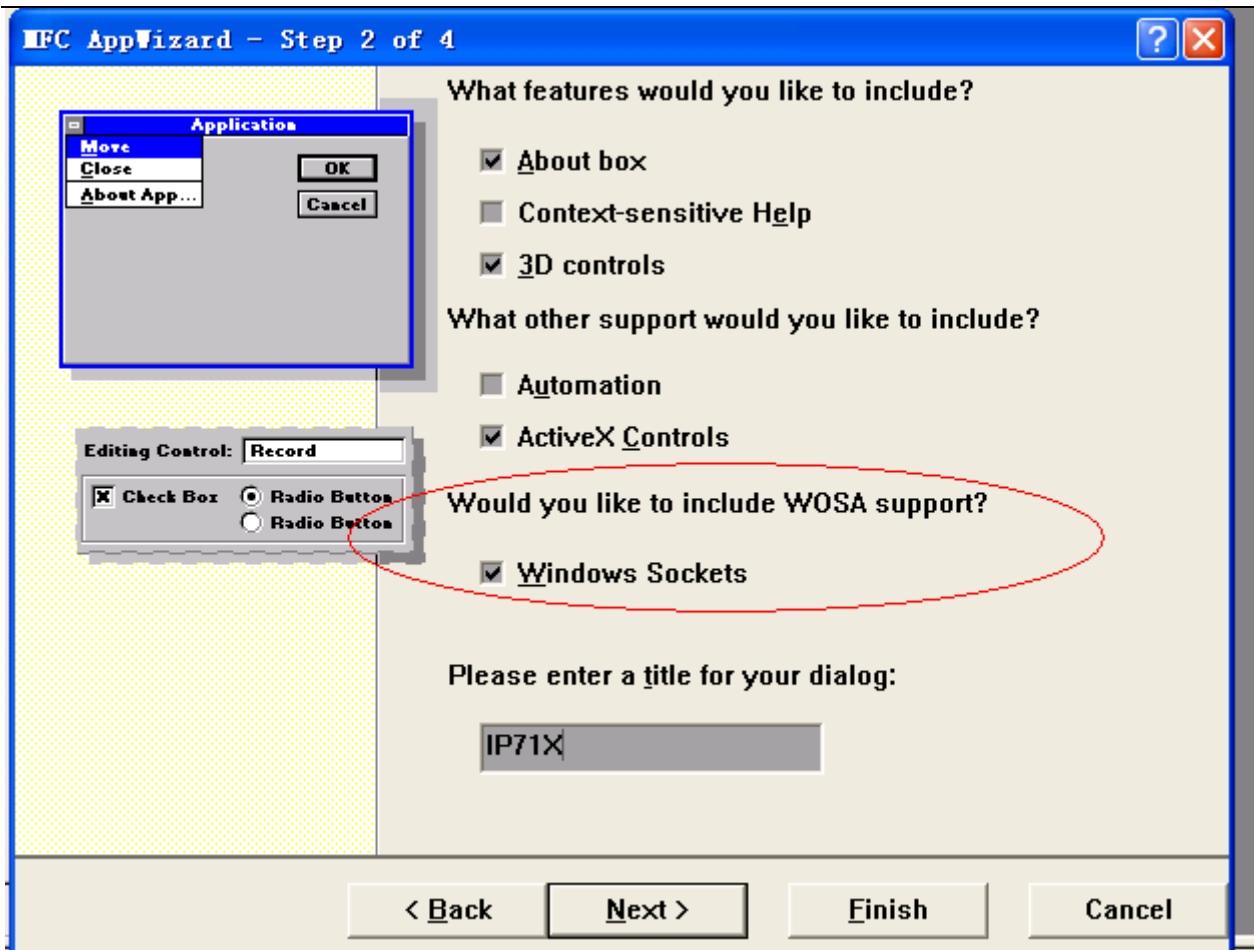 MFC AppWizard - Step 2 of 4
What features would you like to include?
Application
Move
Close
About App...
OK
Cancel
About box
Context-sensitive Help
3D controls
What other support would you like to include?
Automation
ActiveX Controls
Editing Control: Record
Check Box
Radio Button
Radio Button
Would you like to include WOSA support?
Windows Sockets
Please enter a title for your dialog:
IP71X
< Back
Next >
Finish
Cancel